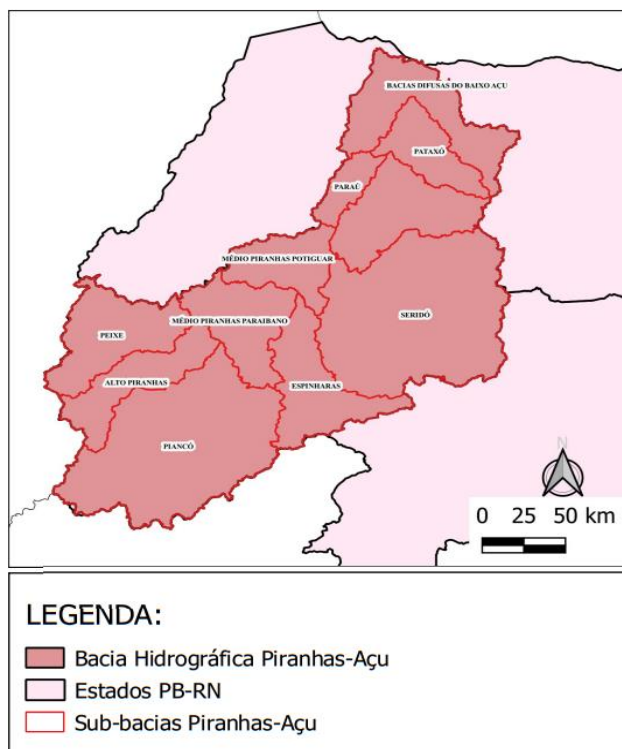 BACIAS DIFUSAS DO BAIXO AÇU
PATAXÓ
PARAÚ
MÉDIO PIRANHAS POTIGUAR
SERIDÓ
MÉDIO PIRANHAS PARAIBANO
PEIXE
ALTO PIRANHAS
ESPINHARAS
PIANCÓ
N
0 25 50 km
LEGENDA:
Bacia Hidrográfica Piranhas-Açu
Estados PB-RN
Sub-bacias Piranhas-Açu